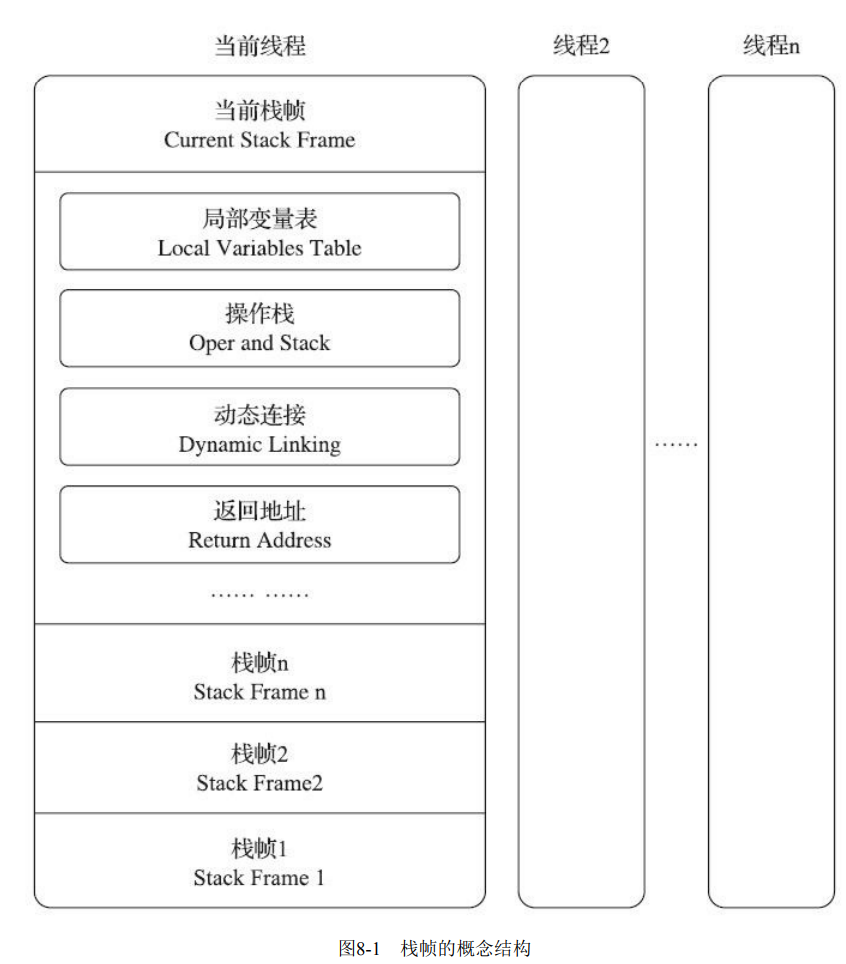 当前线程
线程2
线程n
当前栈帧
Current Stack Frame
局部变量表
Local Variables Table
操作栈
Oper and Stack
动态连接
Dynamic Linking
……
返回地址
Return Address
…… ……
栈帧n
Stack Frame n
栈帧2
Stack Frame2
栈帧1
Stack Frame 1
图8-1 栈帧的概念结构